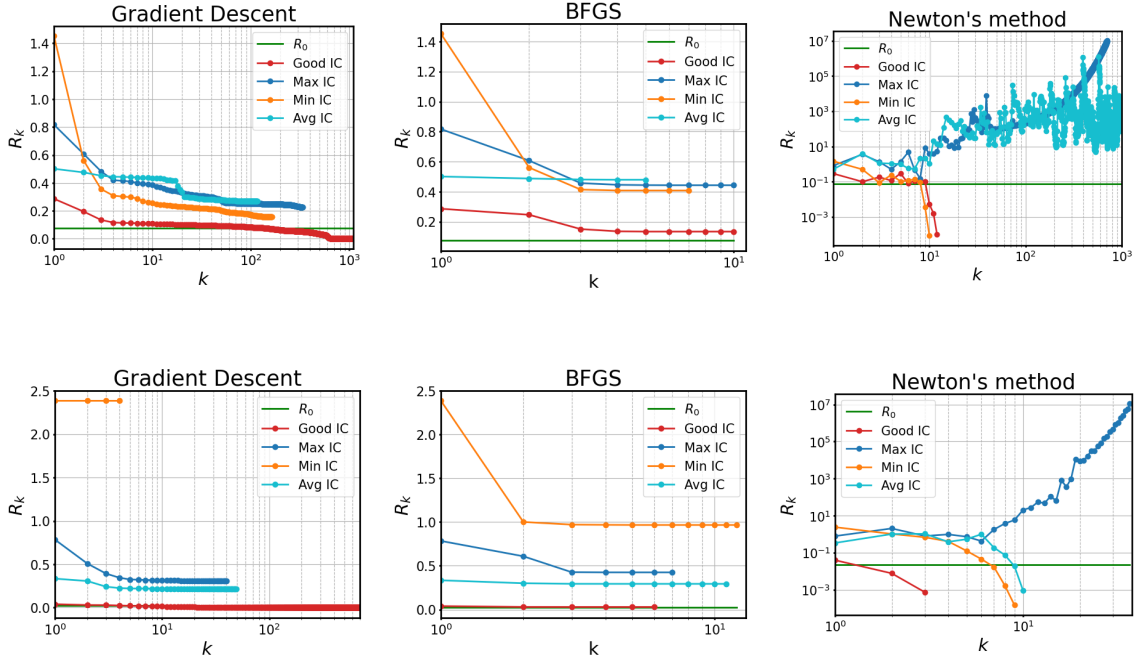 Gradient Descent
1.4
1.2
1.0
0.8
0.6
0.4
0.2
0.0
R_k
R_0
Good IC
Max IC
Min IC
Avg IC
10^0
10^1
10^2
10^3
k
BFGS
1.4
1.2
1.0
0.8
0.6
0.4
0.2
R_k
R_0
Good IC
Max IC
Min IC
Avg IC
10^0
10^1
k
Newton's method
10^7
10^5
10^3
10^1
10^-1
10^-3
R_k
R_0
Good IC
Max IC
Min IC
Avg IC
10^0
10^1
10^2
10^3
k
Gradient Descent
2.5
2.0
1.5
1.0
0.5
0.0
R_k
R_0
Good IC
Max IC
Min IC
Avg IC
10^0
10^1
10^2
k
BFGS
2.5
2.0
1.5
1.0
0.5
0.0
R_k
R_0
Good IC
Max IC
Min IC
Avg IC
10^0
10^1
k
Newton's method
10^7
10^5
10^3
10^1
10^-1
10^-3
R_k
R_0
Good IC
Max IC
Min IC
Avg IC
10^0
10^1
k